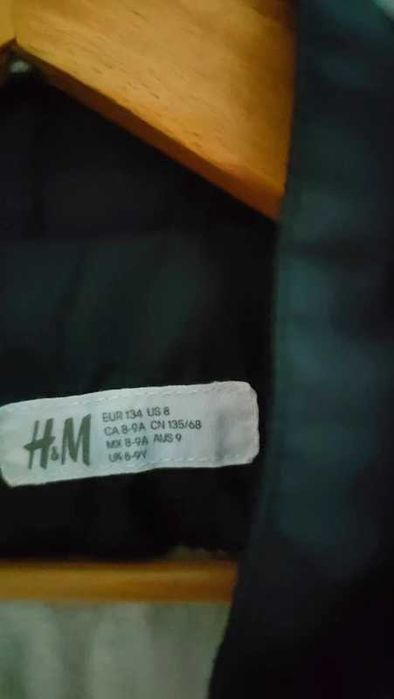 H&M
EUR 134 US 8
CA 8-9A CN 135/68
MX 8-9A AUS 9
UK 8-9Y